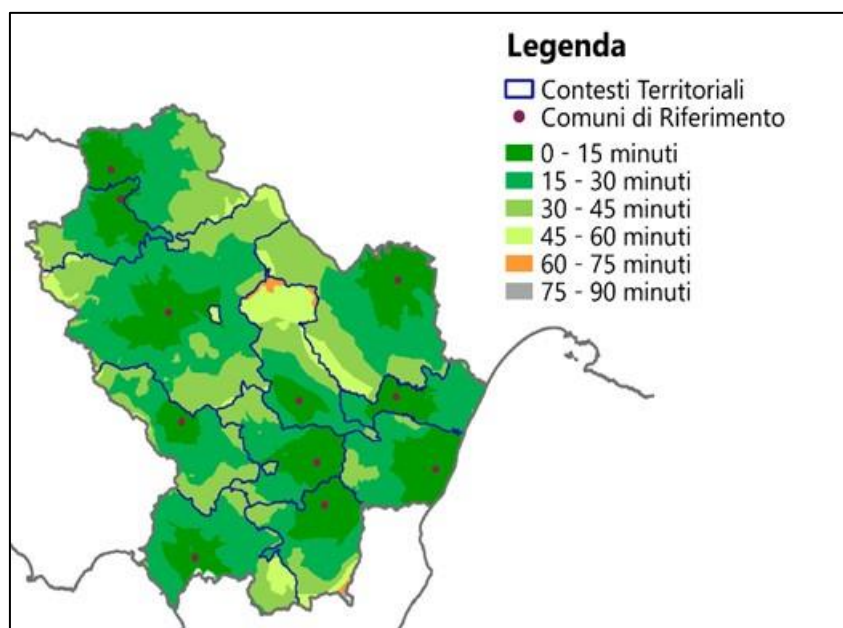 Legenda
Contesti Territoriali
Comuni di Riferimento
0 - 15 minuti
15 - 30 minuti
30 - 45 minuti
45 - 60 minuti
60 - 75 minuti
75 - 90 minuti